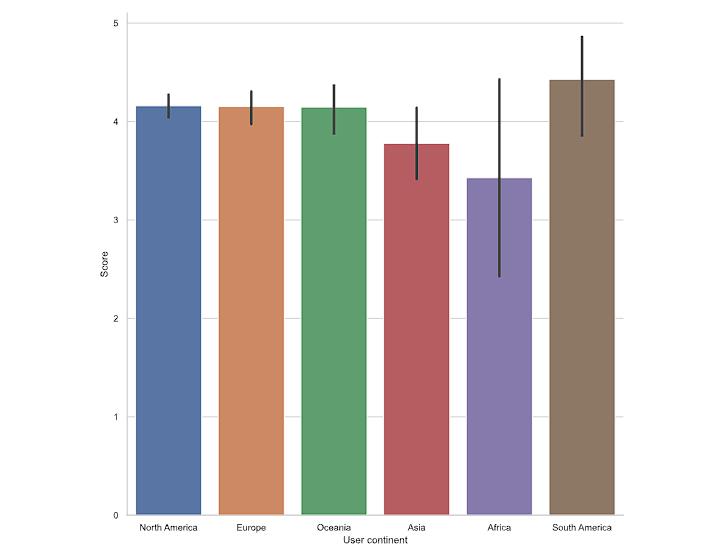 5
4
3
2
1
0
Score
North America
Europe
Oceania
Asia
Africa
South America
User continent